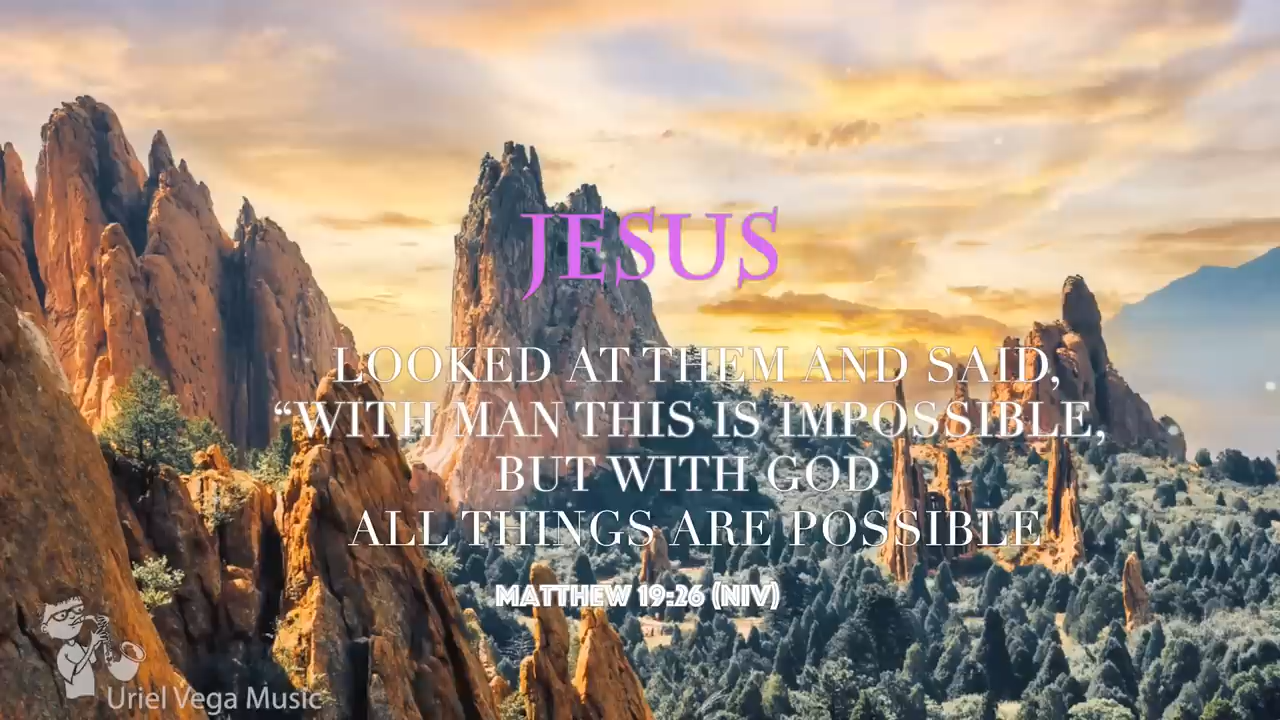 JESUS
LOOKED AT THEM AND SAID,
“WITH MAN THIS IS IMPOSSIBLE,
BUT WITH GOD
ALL THINGS ARE POSSIBLE
MATTHEW 19:26 (NIV)
Uriel Vega Music